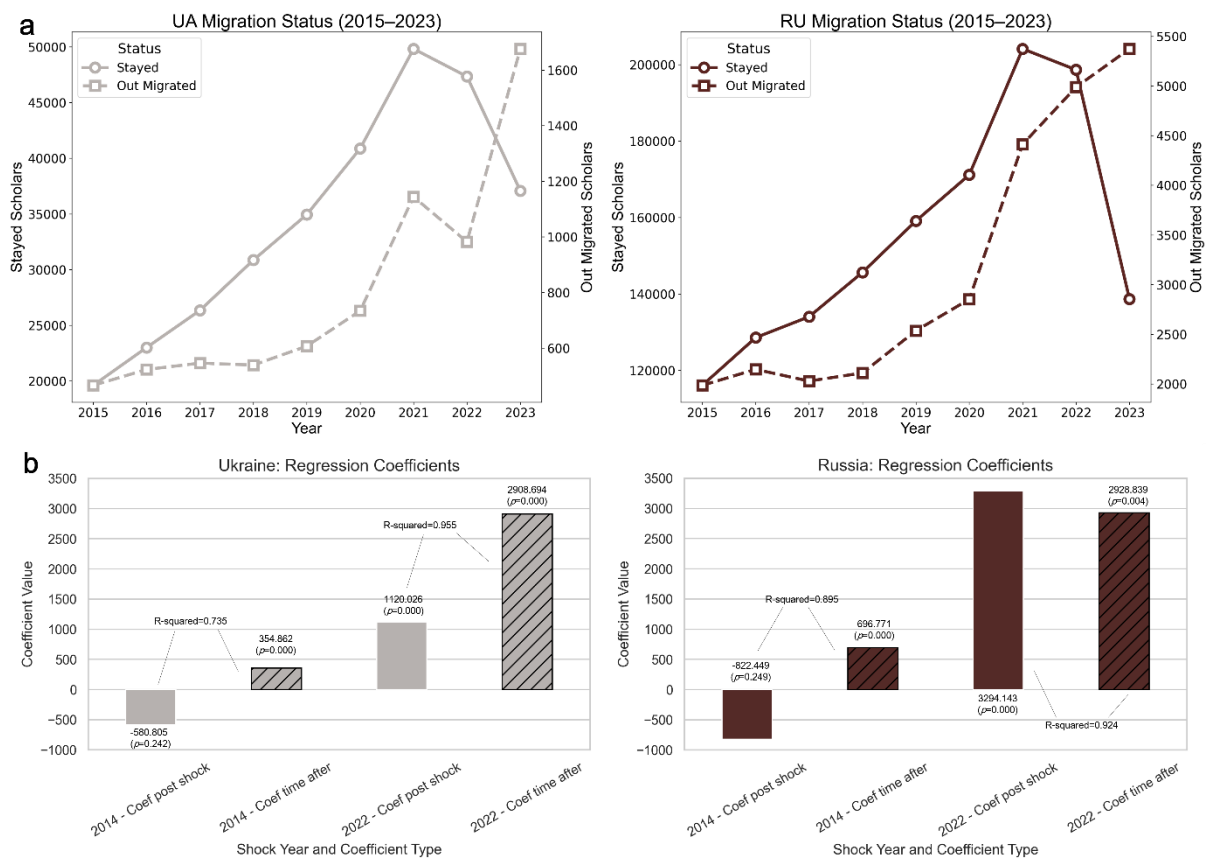 a
UA Migration Status (2015–2023)
Status
Stayed
Out Migrated
50000
45000
40000
35000
30000
25000
20000
Stayed Scholars
1600
1400
1200
1000
800
600
Out Migrated Scholars
2015 2016 2017 2018 2019 2020 2021 2022 2023
Year
RU Migration Status (2015–2023)
Status
Stayed
Out Migrated
200000
180000
160000
140000
120000
Stayed Scholars
5500
5000
4500
4000
3500
3000
2500
2000
Out Migrated Scholars
2015 2016 2017 2018 2019 2020 2021 2022 2023
Year
b
Ukraine: Regression Coefficients
3500
3000
2500
2000
1500
1000
500
0
−500
−1000
Coefficient Value
-580.805
(p=0.242)
R-squared=0.735
354.862
(p=0.000)
1120.026
(p=0.000)
R-squared=0.955
2908.694
(p=0.000)
2014 - Coef post shock
2014 - Coef time after
2022 - Coef post shock
2022 - Coef time after
Shock Year and Coefficient Type
Russia: Regression Coefficients
3500
3000
2500
2000
1500
1000
500
0
−500
−1000
Coefficient Value
-822.449
(p=0.249)
R-squared=0.895
696.771
(p=0.000)
3294.143
(p=0.000)
R-squared=0.924
2928.839
(p=0.004)
2014 - Coef post shock
2014 - Coef time after
2022 - Coef post shock
2022 - Coef time after
Shock Year and Coefficient Type